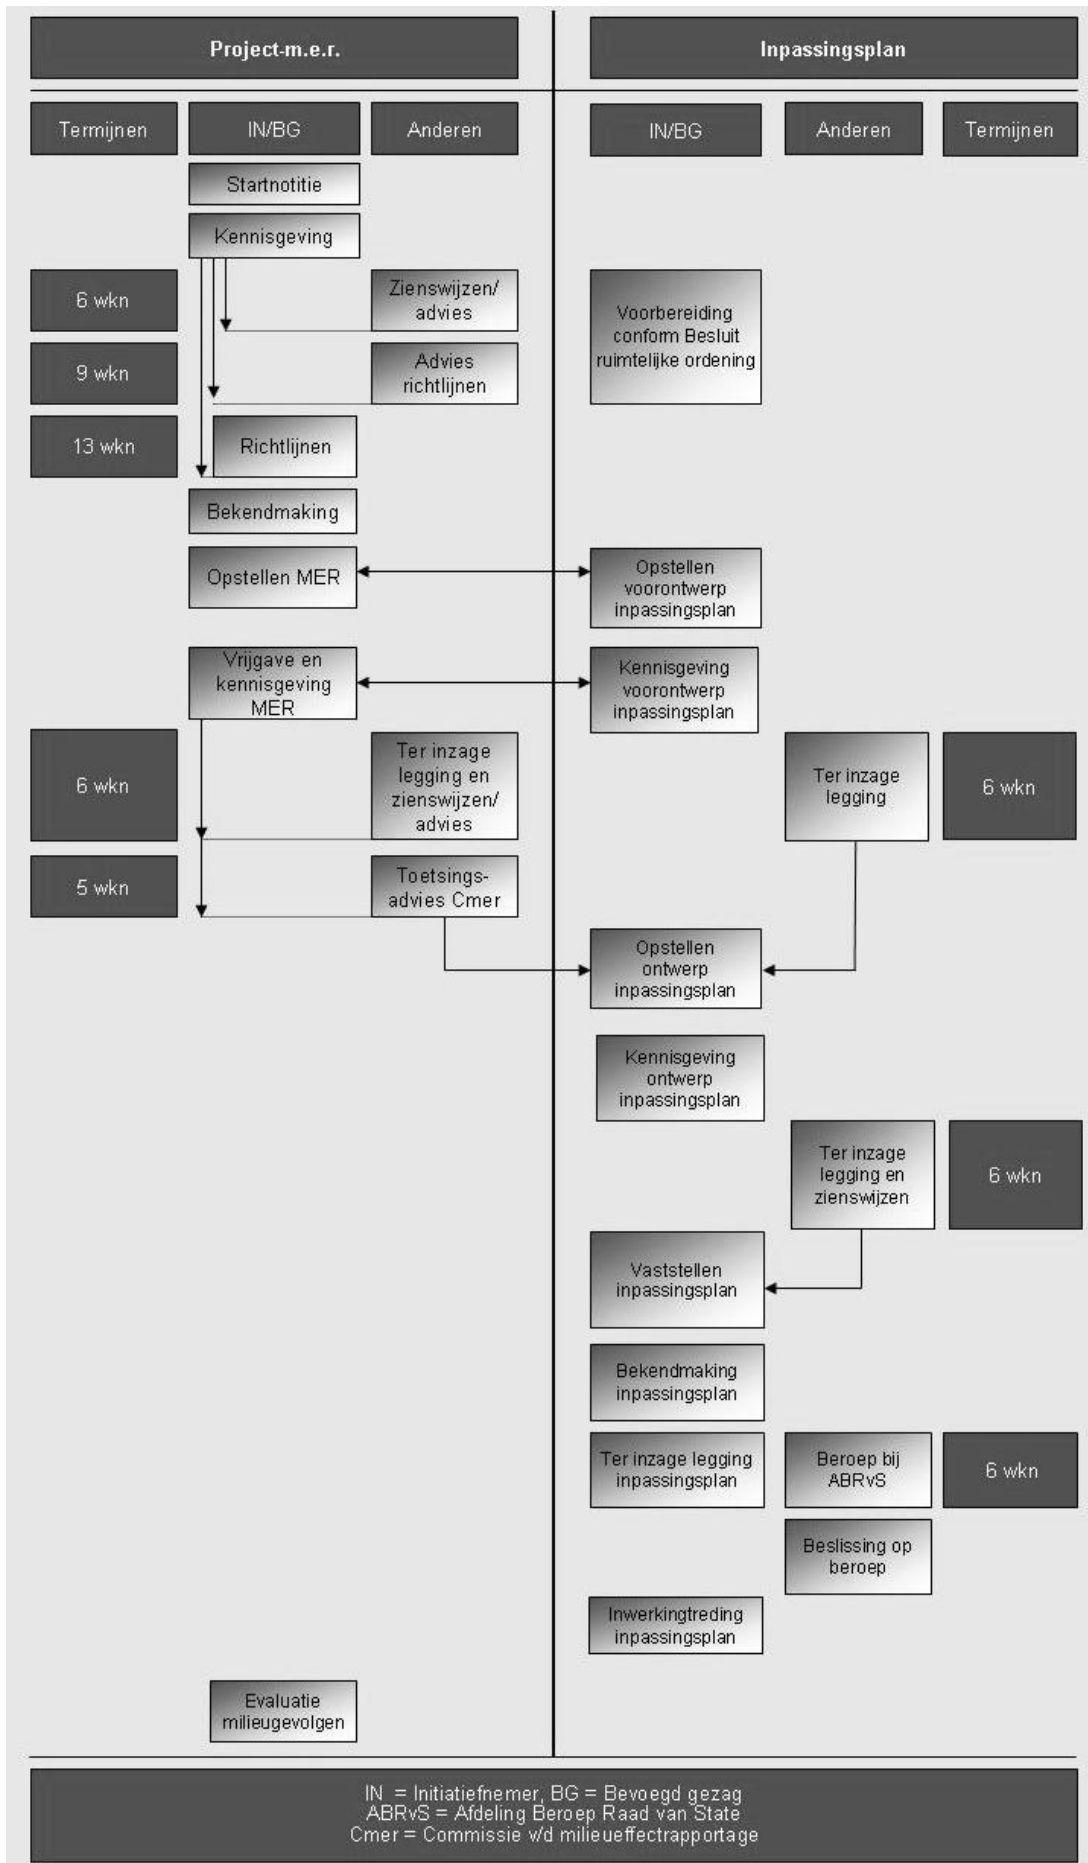 Project-m.e.r.
Inpassingsplan
Termijnen
IN/BG
Anderen
IN/BG
Anderen
Termijnen
Startnotitie
Kennisgeving
6 wkn
Zienswijzen/
advies
Voorbereiding
conform Besluit
ruimtelijke ordening
9 wkn
Advies
richtlijnen
13 wkn
Richtlijnen
Bekendmaking
Opstellen MER
Opstellen
voorontwerp
inpassingsplan
Vrijgave en
kennisgeving
MER
Kennisgeving
voorontwerp
inpassingsplan
6 wkn
Ter inzage
legging en
zienswijzen/
advies
Ter inzage
legging
6 wkn
5 wkn
Toetsings-
advies Cmer
Opstellen
ontwerp
inpassingsplan
Kennisgeving
ontwerp
inpassingsplan
Ter inzage
legging en
zienswijzen
6 wkn
Vaststellen
inpassingsplan
Bekendmaking
inpassingsplan
Ter inzage legging
inpassingsplan
Beroep bij
ABRvS
6 wkn
Beslissing op
beroep
Inwerkingtreding
inpassingsplan
Evaluatie
milieugevolgen
IN = Initiatiefnemer, BG = Bevoegd gezag
ABRvS = Afdeling Beroep Raad van State
Cmer = Commissie v/d milieueffectrapportage